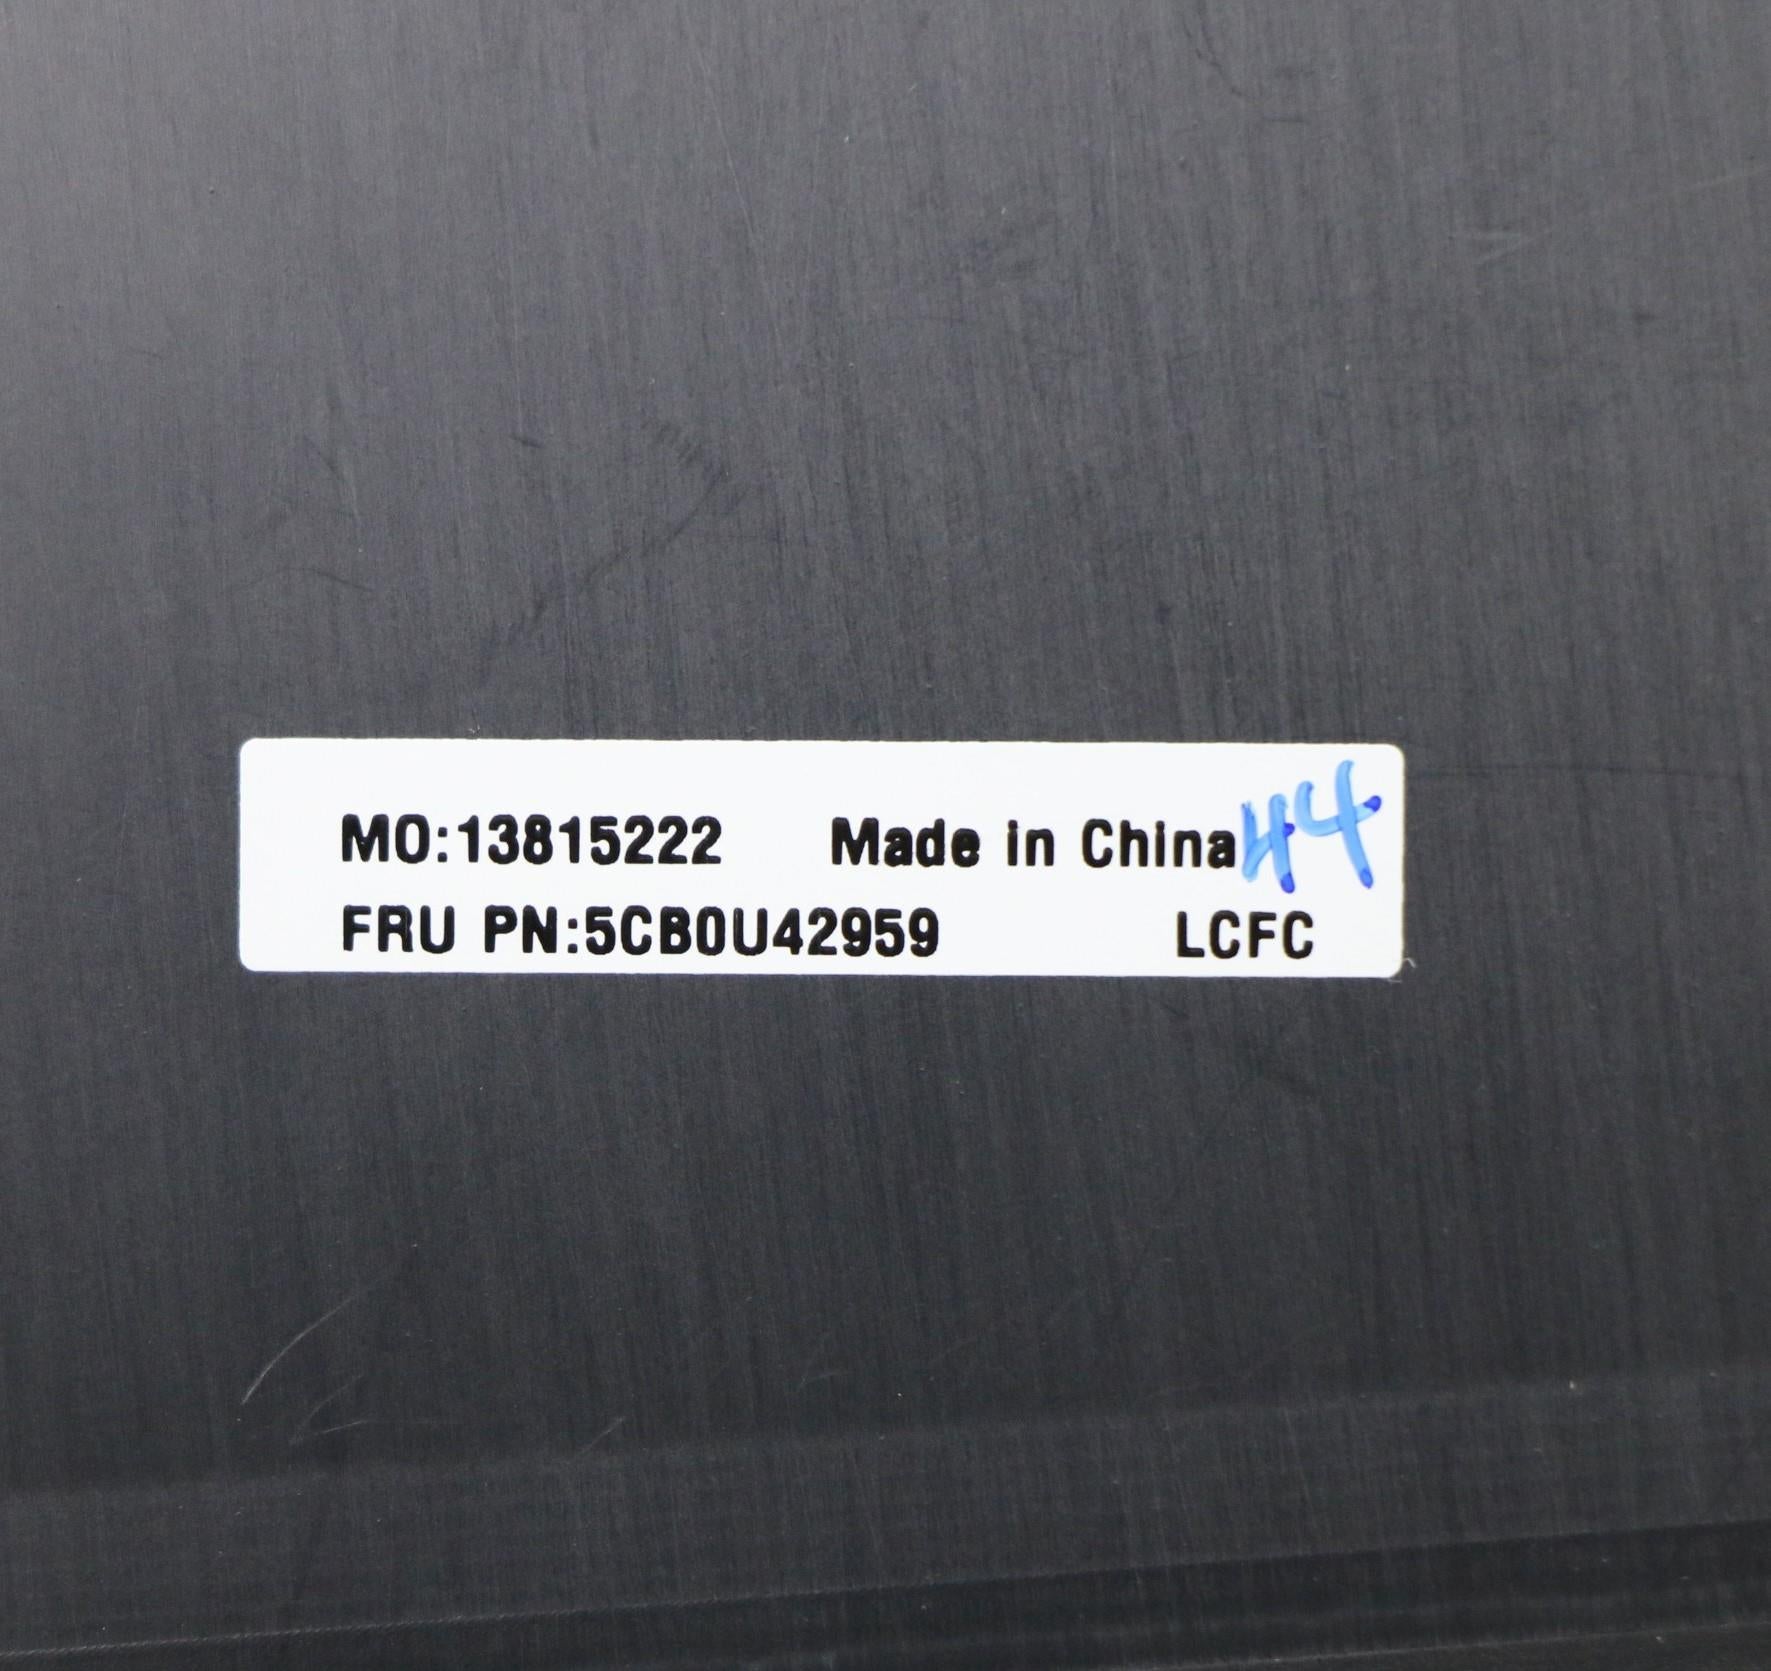 MO:13815222 Made in China 44
FRU PN:5CB0U42959 LCFC